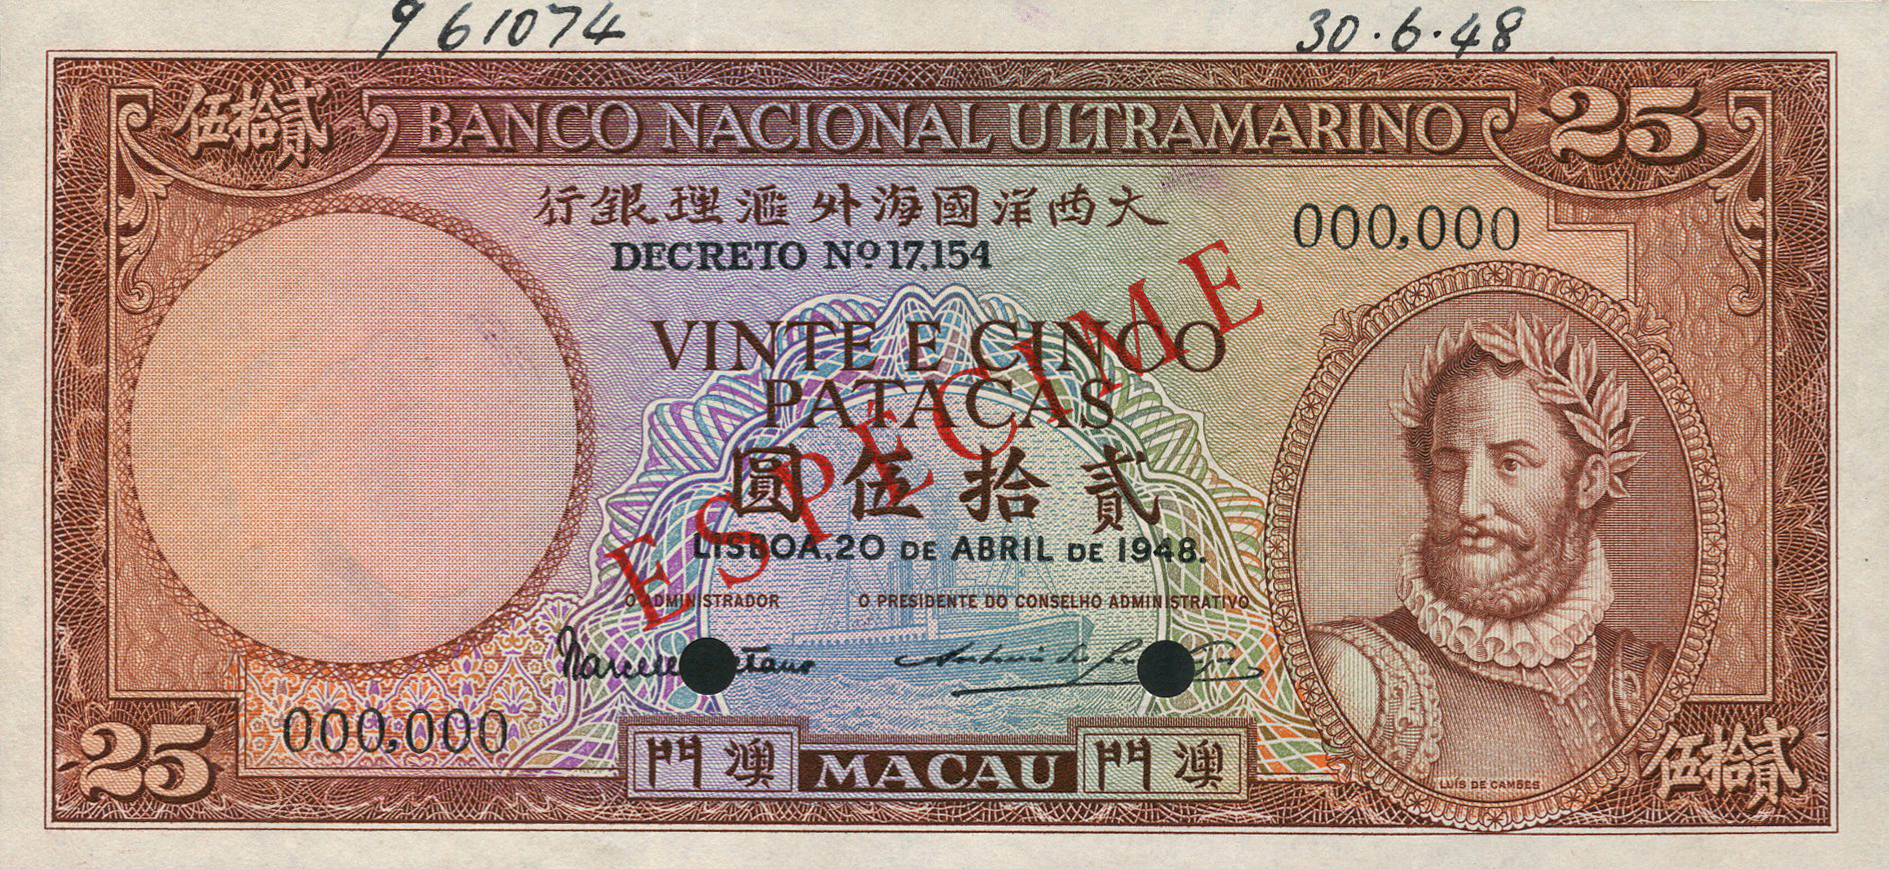 961074
30.6.48
貳拾伍
BANCO NACIONAL ULTRAMARINO
25
大西洋國海外滙理銀行
000,000
DECRETO Nº 17,154
VINTE E CINCO
PATACAS
貳拾伍圓
ESPÉCIME
LISBOA, 20 DE ABRIL DE 1948.
O ADMINISTRADOR
O PRESIDENTE DO CONSELHO ADMINISTRATIVO
000,000
25
澳門
MACAU
澳門
LUÍS DE CAMÕES
貳拾伍